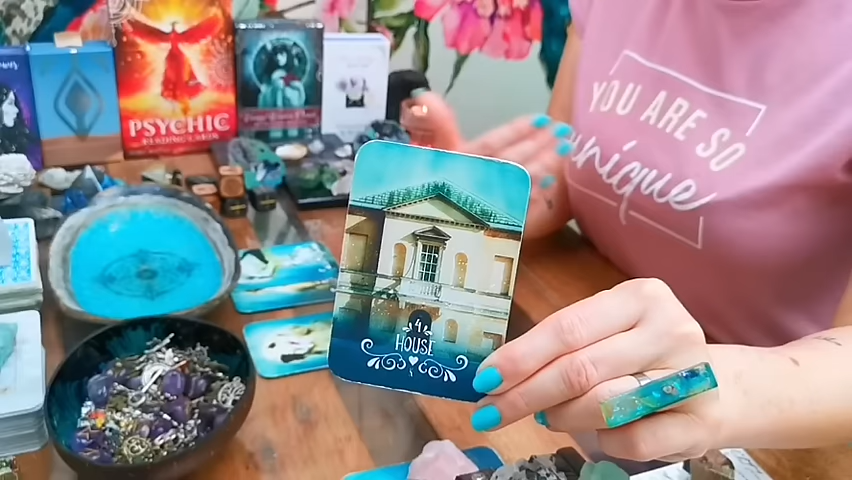 PSYCHIC
READING CARDS
YOU ARE SO
unique
4
HOUSE